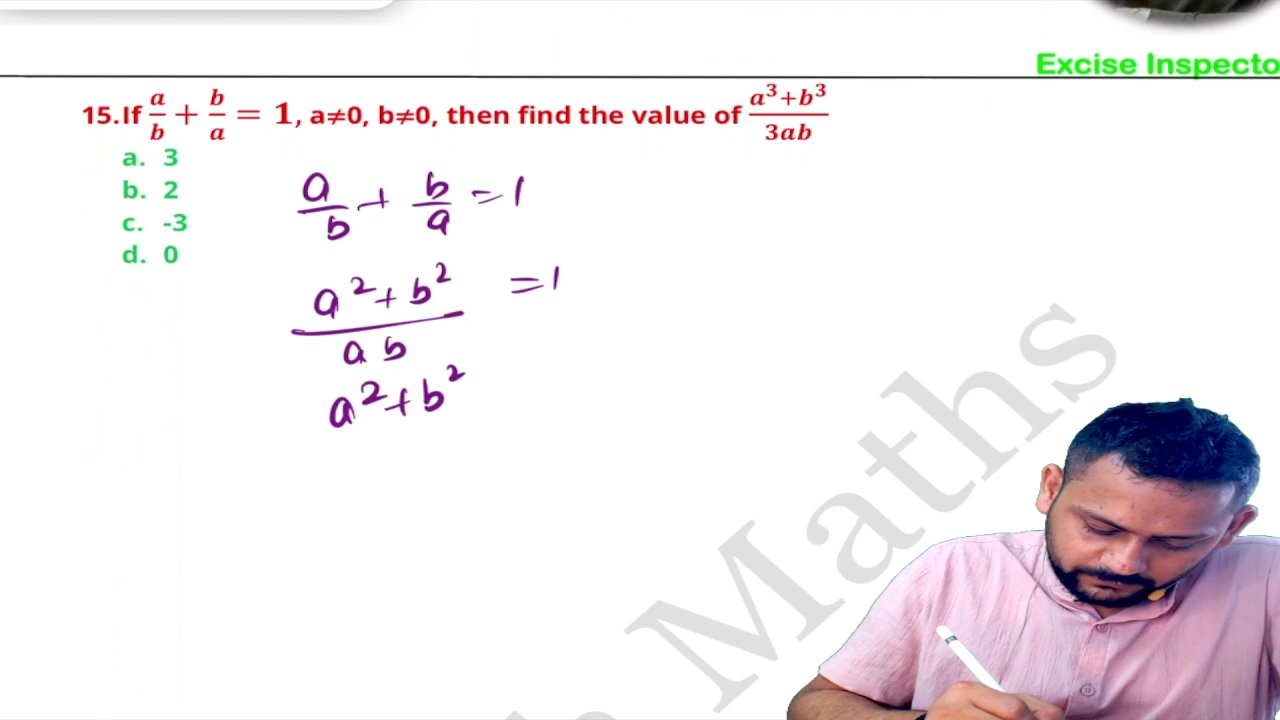 Excise Inspecto
15. If a/b + b/a = 1, a≠0, b≠0, then find the value of a³+b³/3ab
a. 3
b. 2
c. -3
d. 0
a/b + b/a = 1
a²+b²/ab = 1
a²+b²
Maths